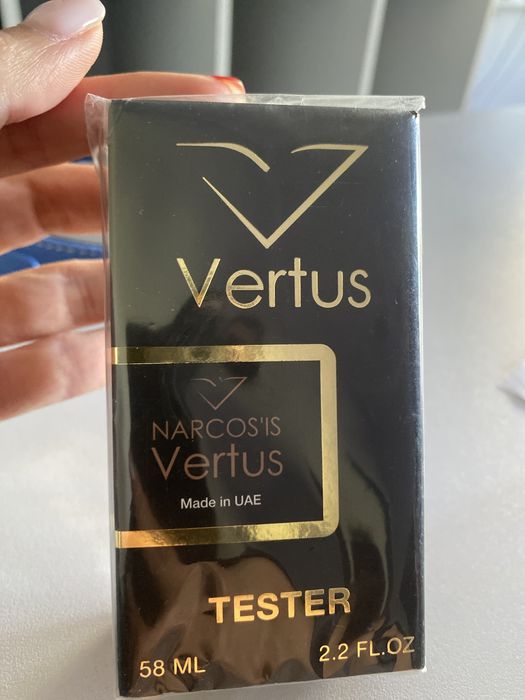 Vertus
NARCOS'IS
Vertus
Made in UAE
TESTER
58 ML
2.2 FL.OZ